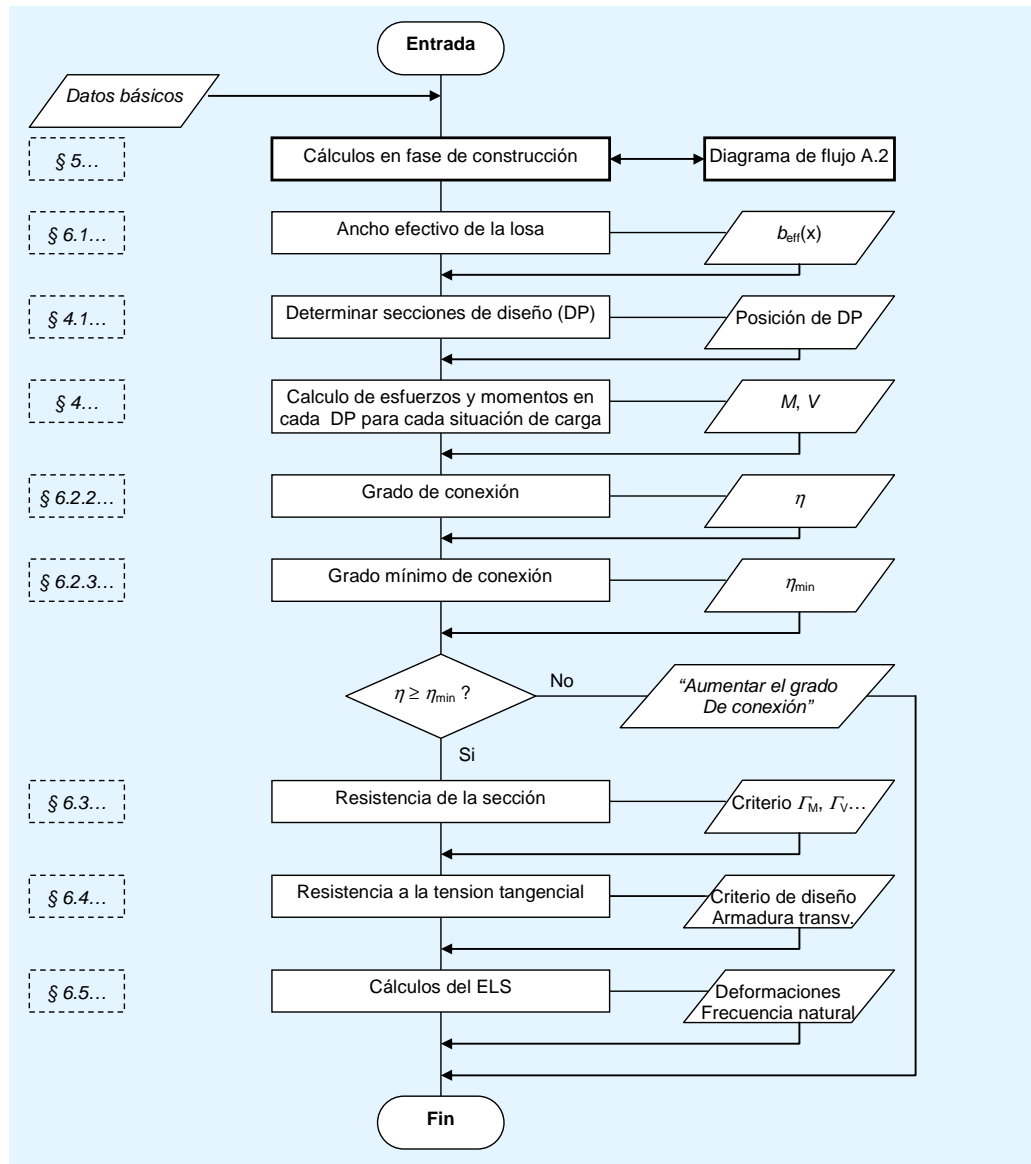 Entrada
Datos básicos
§ 5…
Cálculos en fase de construcción
Diagrama de flujo A.2
§ 6.1…
Ancho efectivo de la losa
beff(x)
§ 4.1…
Determinar secciones de diseño (DP)
Posición de DP
§ 4…
Calculo de esfuerzos y momentos en
cada DP para cada situación de carga
M, V
§ 6.2.2…
Grado de conexión
η
§ 6.2.3…
Grado mínimo de conexión
ηmin
η ≥ ηmin ?
No
“Aumentar el grado
De conexión”
Si
§ 6.3…
Resistencia de la sección
Criterio ΓM, ΓV…
§ 6.4…
Resistencia a la tension tangencial
Criterio de diseño
Armadura transv.
§ 6.5…
Cálculos del ELS
Deformaciones
Frecuencia natural
Fin